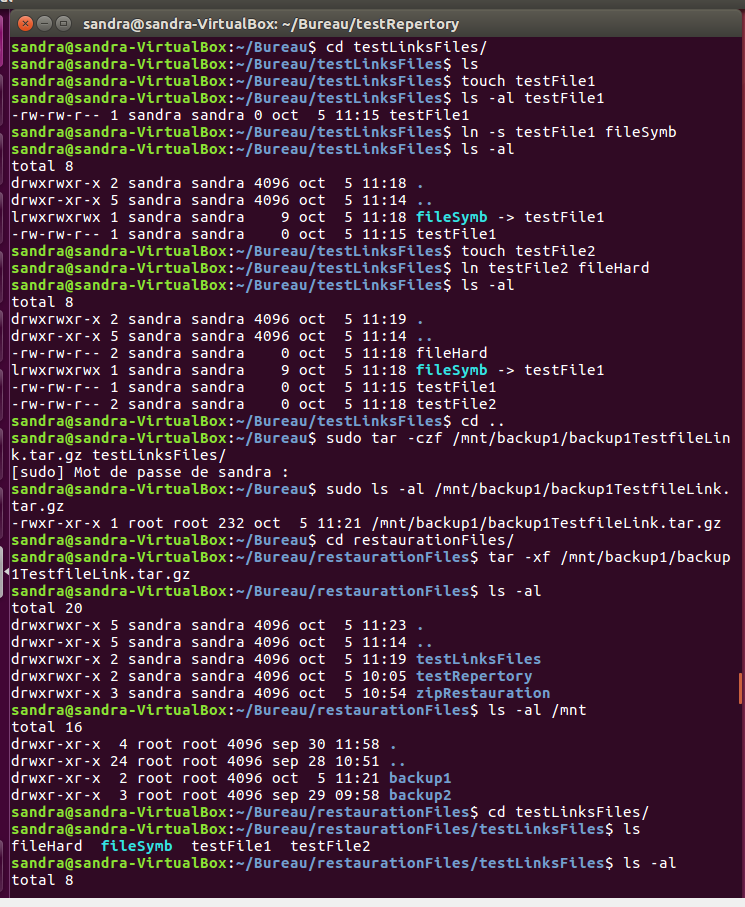 sandra@sandra-VirtualBox: ~/Bureau/testRepertory
sandra@sandra-VirtualBox:~/Bureau$ cd testLinksFiles/
sandra@sandra-VirtualBox:~/Bureau/testLinksFiles$ ls
sandra@sandra-VirtualBox:~/Bureau/testLinksFiles$ touch testFile1
sandra@sandra-VirtualBox:~/Bureau/testLinksFiles$ ls -al testFile1
-rw-rw-r-- 1 sandra sandra 0 oct  5 11:15 testFile1
sandra@sandra-VirtualBox:~/Bureau/testLinksFiles$ ln -s testFile1 fileSymb
sandra@sandra-VirtualBox:~/Bureau/testLinksFiles$ ls -al
total 8
drwxrwxr-x 2 sandra sandra 4096 oct  5 11:18 .
drwxr-xr-x 5 sandra sandra 4096 oct  5 11:14 ..
lrwxrwxrwx 1 sandra sandra    9 oct  5 11:18 fileSymb -> testFile1
-rw-rw-r-- 1 sandra sandra    0 oct  5 11:15 testFile1
sandra@sandra-VirtualBox:~/Bureau/testLinksFiles$ touch testFile2
sandra@sandra-VirtualBox:~/Bureau/testLinksFiles$ ln testFile2 fileHard
sandra@sandra-VirtualBox:~/Bureau/testLinksFiles$ ls -al
total 8
drwxrwxr-x 2 sandra sandra 4096 oct  5 11:19 .
drwxr-xr-x 5 sandra sandra 4096 oct  5 11:14 ..
-rw-rw-r-- 2 sandra sandra    0 oct  5 11:18 fileHard
lrwxrwxrwx 1 sandra sandra    9 oct  5 11:18 fileSymb -> testFile1
-rw-rw-r-- 1 sandra sandra    0 oct  5 11:15 testFile1
-rw-rw-r-- 2 sandra sandra    0 oct  5 11:18 testFile2
sandra@sandra-VirtualBox:~/Bureau/testLinksFiles$ cd ..
sandra@sandra-VirtualBox:~/Bureau$ sudo tar -czf /mnt/backup1/backup1TestfileLin
k.tar.gz testLinksFiles/
[sudo] Mot de passe de sandra :
sandra@sandra-VirtualBox:~/Bureau$ sudo ls -al /mnt/backup1/backup1TestfileLink.
tar.gz
-rwxr-xr-x 1 root root 232 oct  5 11:21 /mnt/backup1/backup1TestfileLink.tar.gz
sandra@sandra-VirtualBox:~/Bureau$ cd restaurationFiles/
sandra@sandra-VirtualBox:~/Bureau/restaurationFiles$ tar -xf /mnt/backup1/backup
1TestfileLink.tar.gz
sandra@sandra-VirtualBox:~/Bureau/restaurationFiles$ ls -al
total 20
drwxrwxr-x 5 sandra sandra 4096 oct  5 11:23 .
drwxr-xr-x 5 sandra sandra 4096 oct  5 11:14 ..
drwxrwxr-x 2 sandra sandra 4096 oct  5 11:19 testLinksFiles
drwxrwxr-x 2 sandra sandra 4096 oct  5 10:05 testRepertory
drwxrwxr-x 3 sandra sandra 4096 oct  5 10:54 zipRestauration
sandra@sandra-VirtualBox:~/Bureau/restaurationFiles$ ls -al /mnt
total 16
drwxr-xr-x  4 root root 4096 sep 30 11:58 .
drwxr-xr-x 24 root root 4096 sep 28 10:51 ..
drwxr-xr-x  2 root root 4096 oct  5 11:21 backup1
drwxr-xr-x  3 root root 4096 sep 29 09:58 backup2
sandra@sandra-VirtualBox:~/Bureau/restaurationFiles$ cd testLinksFiles/
sandra@sandra-VirtualBox:~/Bureau/restaurationFiles/testLinksFiles$ ls
fileHard  fileSymb  testFile1  testFile2
sandra@sandra-VirtualBox:~/Bureau/restaurationFiles/testLinksFiles$ ls -al
total 8